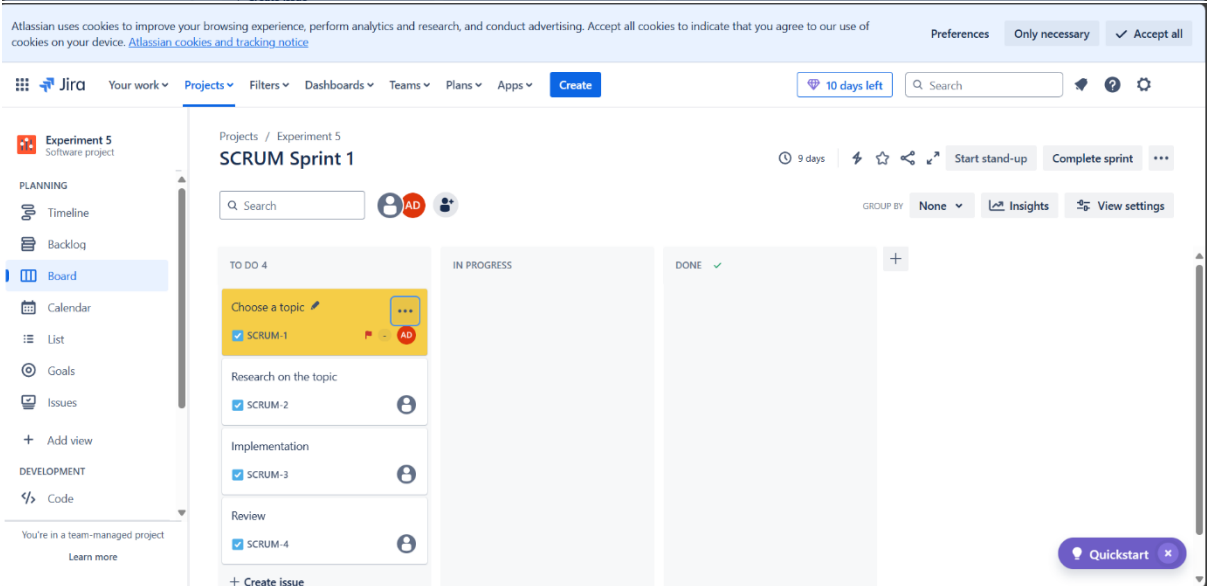 Atlassian uses cookies to improve your browsing experience, perform analytics and research, and conduct advertising. Accept all cookies to indicate that you agree to our use of
cookies on your device. Atlassian cookies and tracking notice
Preferences
Only necessary
Accept all
Jira
Your work
Projects
Filters
Dashboards
Teams
Plans
Apps
Create
10 days left
Search
Experiment 5
Software project
PLANNING
Timeline
Backlog
Board
Calendar
List
Goals
Issues
Add view
DEVELOPMENT
Code
You're in a team-managed project
Learn more
Projects / Experiment 5
SCRUM Sprint 1
9 days
Start stand-up
Complete sprint
Search
AD
GROUP BY
None
Insights
View settings
TO DO 4
Choose a topic
SCRUM-1
AD
Research on the topic
SCRUM-2
Implementation
SCRUM-3
Review
SCRUM-4
Create issue
IN PROGRESS
DONE
Quickstart